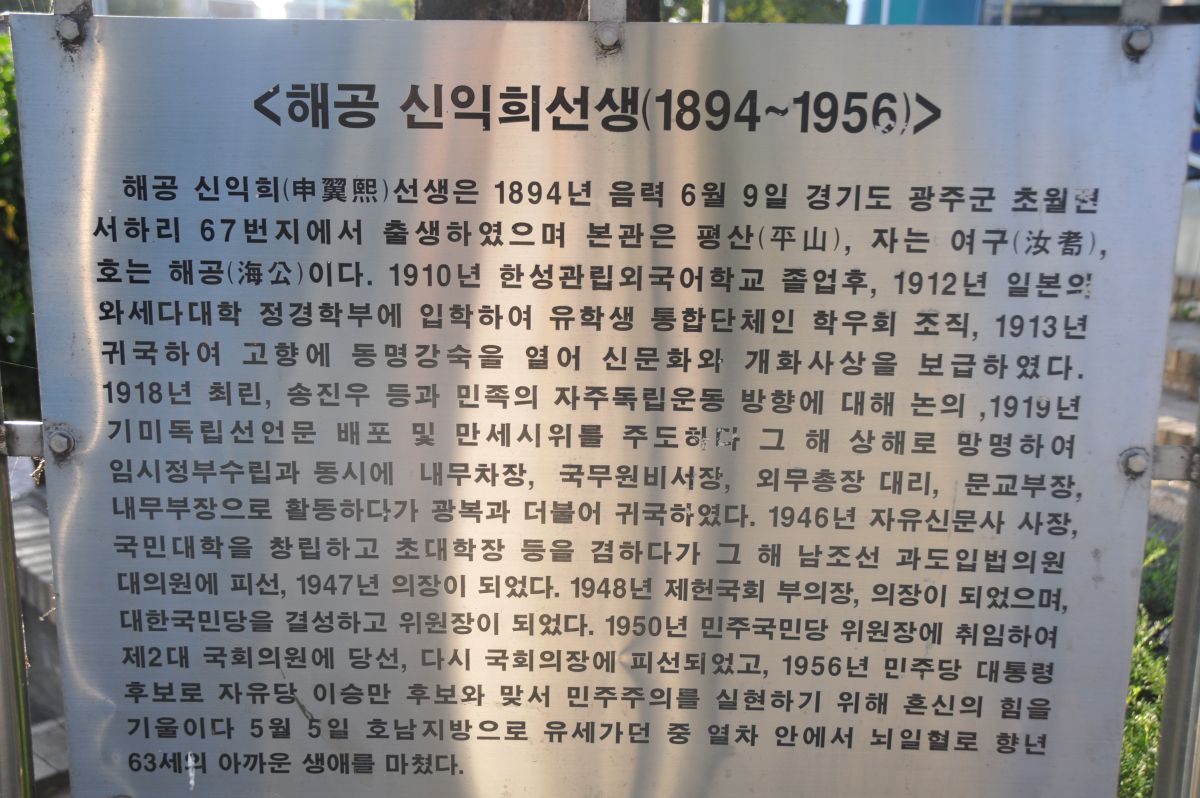 <해공 신익희선생(1894~1956)>
해공 신익희(申翼熙)선생은 1894년 음력 6월 9일 경기도 광주군 초월면
서하리 67번지에서 출생하였으며 본관은 평산(平山), 자는 여구(汝耉),
호는 해공(海公)이다. 1910년 한성관립외국어학교 졸업후, 1912년 일본의
와세다대학 정경학부에 입학하여 유학생 통합단체인 학우회 조직, 1913년
귀국하여 고향에 동명강숙을 열어 신문화와 개화사상을 보급하였다.
1918년 최린, 송진우 등과 민족의 자주독립운동 방향에 대해 논의 ,1919년
기미독립선언문 배포 및 만세시위를 주도하다 그 해 상해로 망명하여
임시정부수립과 동시에 내무차장, 국무원비서장, 외무총장 대리, 문교부장,
내무부장으로 활동하다가 광복과 더불어 귀국하였다. 1946년 자유신문사 사장,
국민대학을 창립하고 초대학장 등을 겸하다가 그 해 남조선 과도입법의원
대의원에 피선, 1947년 의장이 되었다. 1948년 제헌국회 부의장, 의장이 되었으며,
대한국민당을 결성하고 위원장이 되었다. 1950년 민주국민당 위원장에 취임하여
제2대 국회의원에 당선, 다시 국회의장에 피선되었고, 1956년 민주당 대통령
후보로 자유당 이승만 후보와 맞서 민주주의를 실현하기 위해 혼신의 힘을
기울이다 5월 5일 호남지방으로 유세가던 중 열차 안에서 뇌일혈로 향년
63세의 아까운 생애를 마쳤다.